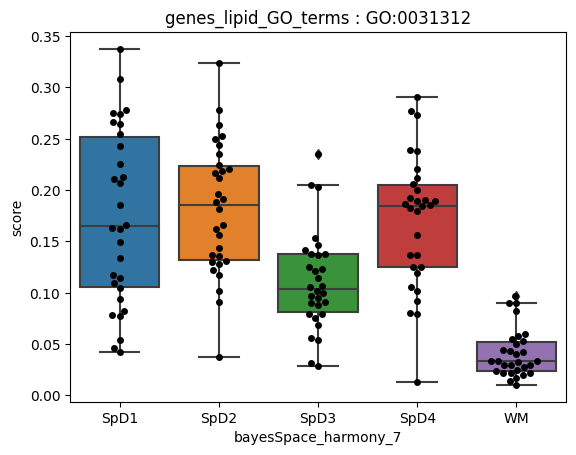 genes_lipid_GO_terms : GO:0031312
0.35
0.30
0.25
0.20
0.15
0.10
0.05
0.00
score
SpD1 SpD2 SpD3 SpD4 WM
bayesSpace_harmony_7